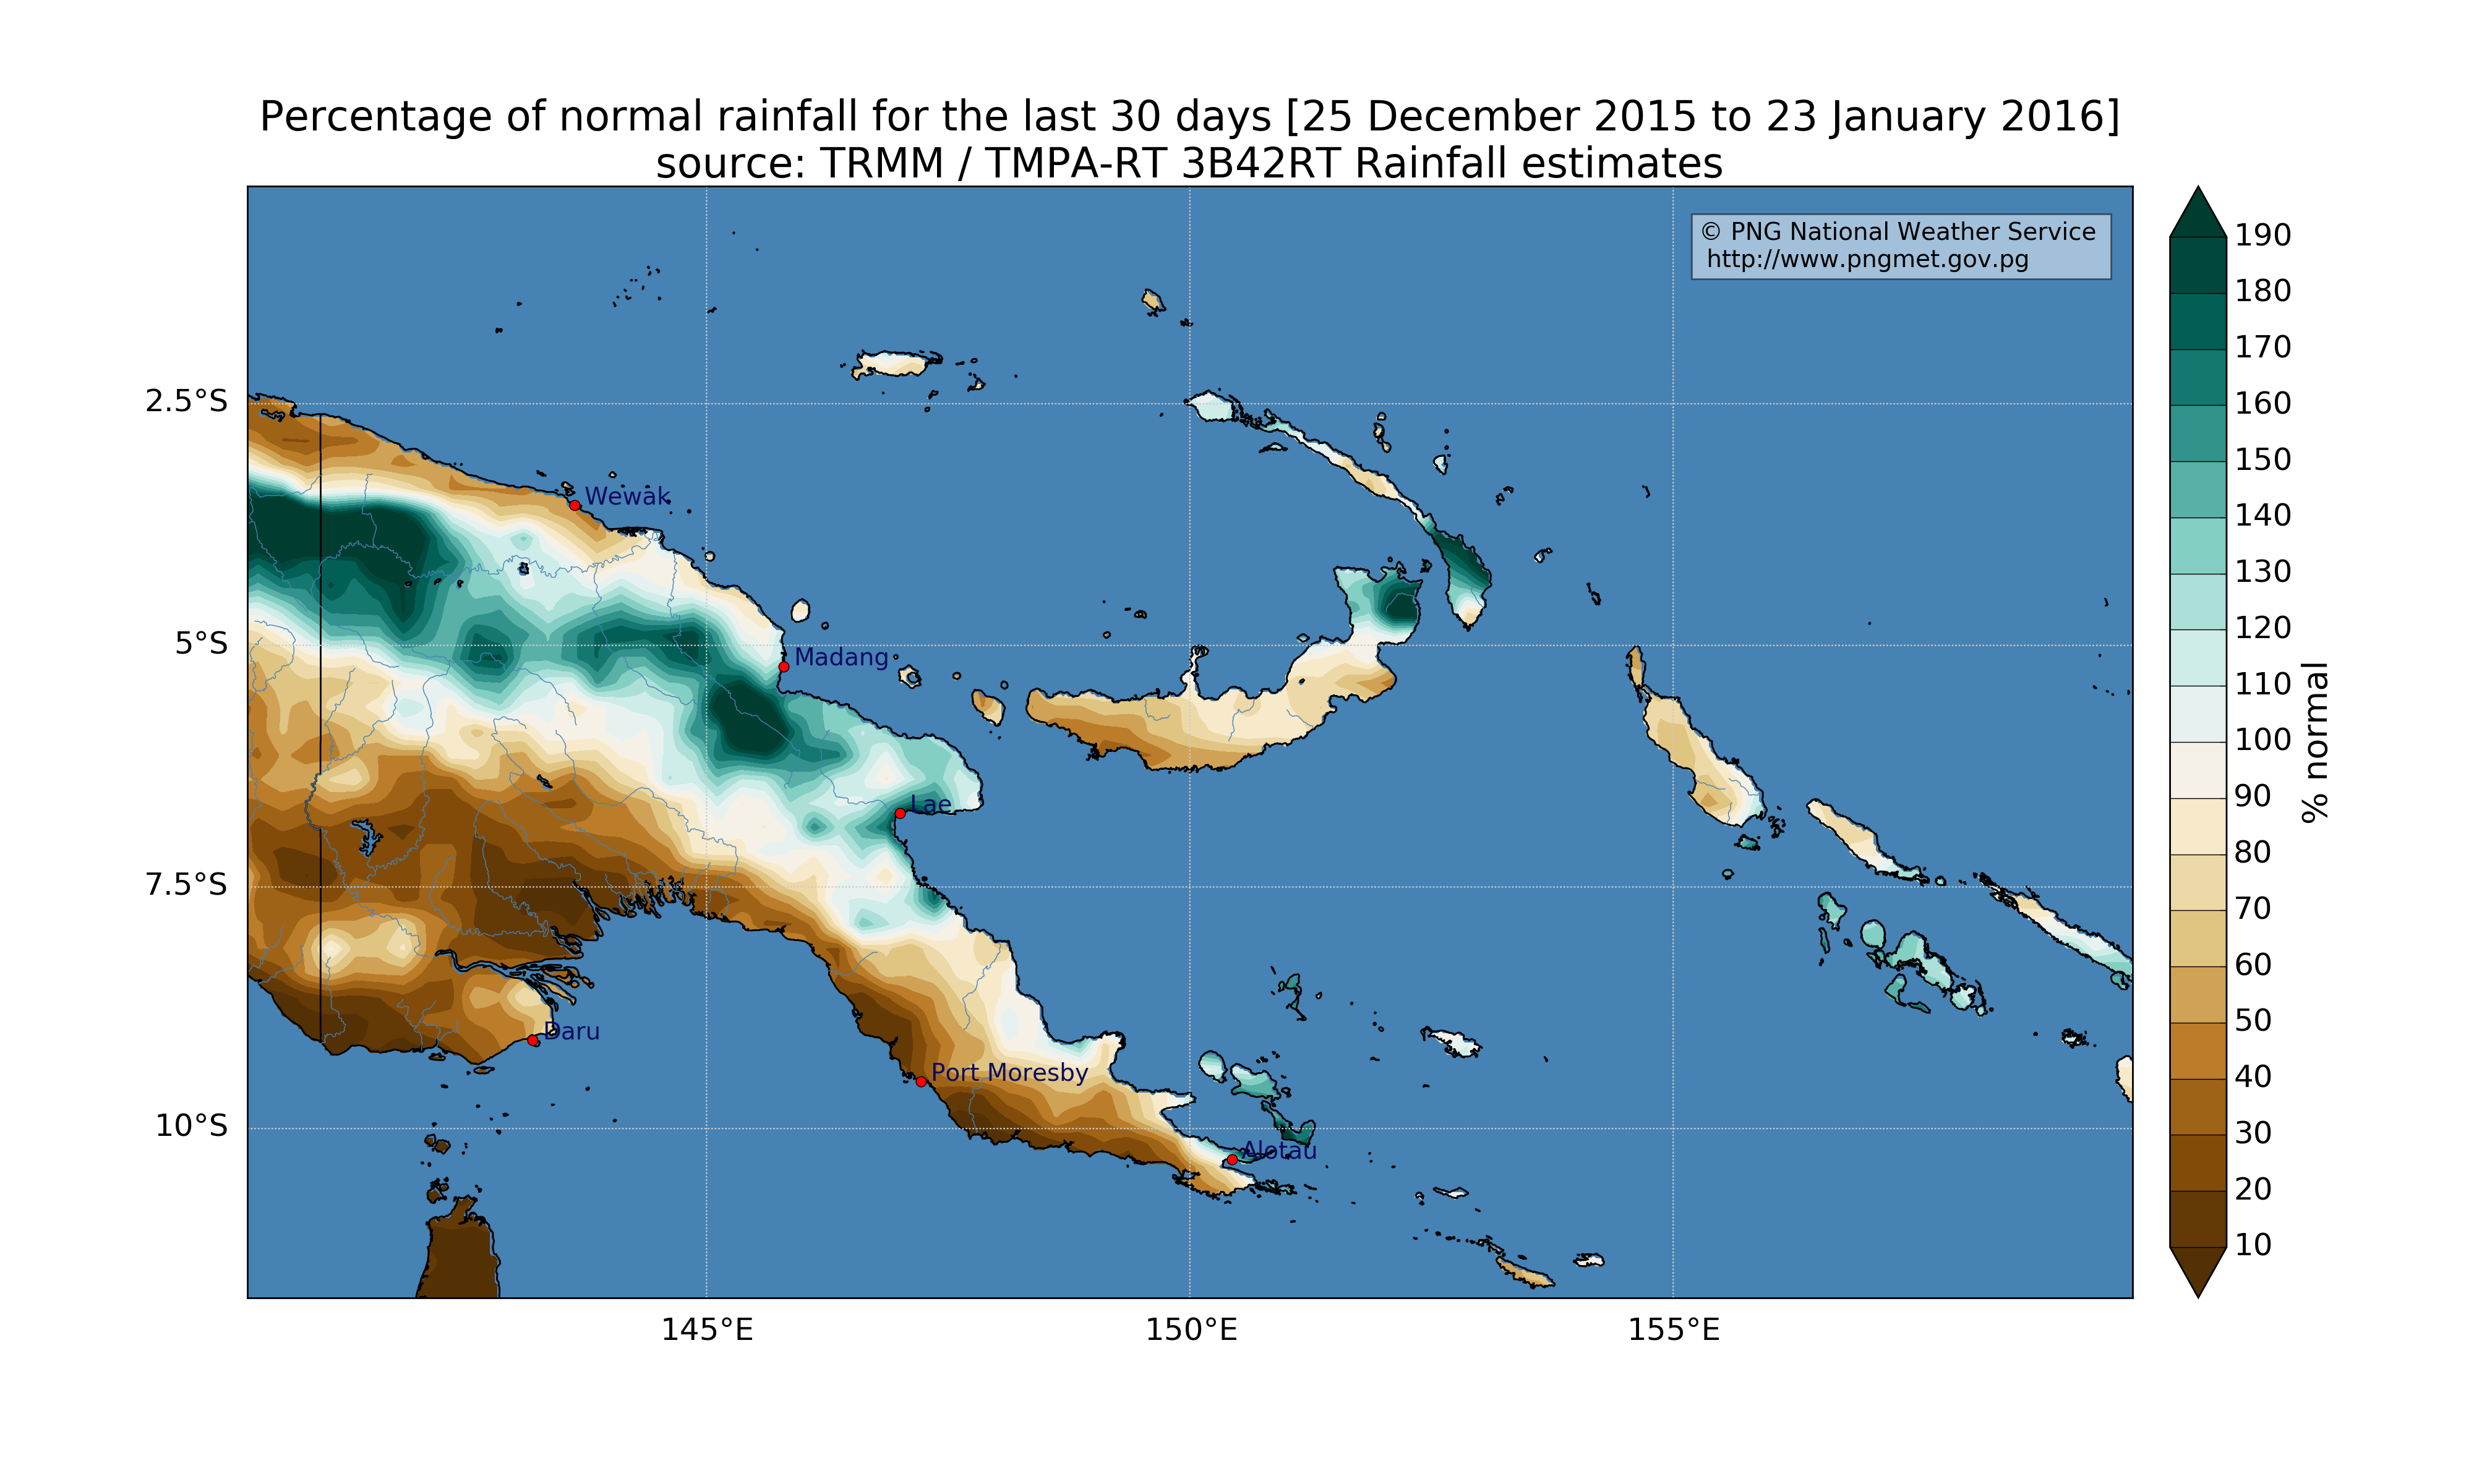 Percentage of normal rainfall for the last 30 days [25 December 2015 to 23 January 2016]
source: TRMM / TMPA-RT 3B42RT Rainfall estimates
© PNG National Weather Service
http://www.pngmet.gov.pg
190
180
170
160
150
140
130
120
110
100
90
80
70
60
50
40
30
20
10
% normal
2.5°S
5°S
7.5°S
10°S
Wewak
Madang
Lae
Daru
Port Moresby
Alotau
145°E
150°E
155°E